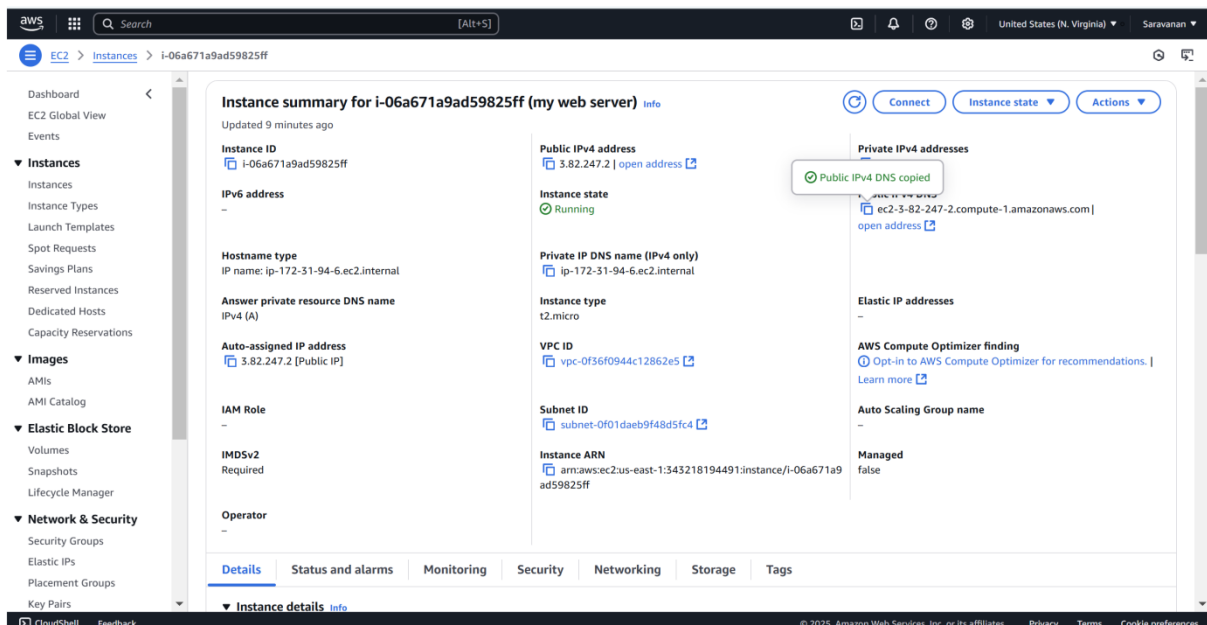 aws
Search
[Alt+S]
United States (N. Virginia)
Saravanan
EC2 > Instances > i-06a671a9ad59825ff
Dashboard
EC2 Global View
Events
Instances
Instances
Instance Types
Launch Templates
Spot Requests
Savings Plans
Reserved Instances
Dedicated Hosts
Capacity Reservations
Images
AMIs
AMI Catalog
Elastic Block Store
Volumes
Snapshots
Lifecycle Manager
Network & Security
Security Groups
Elastic IPs
Placement Groups
Key Pairs
Instance summary for i-06a671a9ad59825ff (my web server) Info
Updated 9 minutes ago
Connect
Instance state
Actions
Instance ID
i-06a671a9ad59825ff
Public IPv4 address
3.82.247.2 | open address
Private IPv4 addresses
Public IPv4 DNS copied
IPv6 address
–
Instance state
Running
Public IPv4 DNS
ec2-3-82-247-2.compute-1.amazonaws.com |
open address
Hostname type
IP name: ip-172-31-94-6.ec2.internal
Private IP DNS name (IPv4 only)
ip-172-31-94-6.ec2.internal
Answer private resource DNS name
IPv4 (A)
Instance type
t2.micro
Elastic IP addresses
–
Auto-assigned IP address
3.82.247.2 [Public IP]
VPC ID
vpc-0f36f0944c12862e5
AWS Compute Optimizer finding
Opt-in to AWS Compute Optimizer for recommendations. |
Learn more
IAM Role
–
Subnet ID
subnet-0f01daeb9f48d5fc4
Auto Scaling Group name
–
IMDSv2
Required
Instance ARN
arn:aws:ec2:us-east-1:343218194491:instance/i-06a671a9
ad59825ff
Managed
false
Operator
–
Details
Status and alarms
Monitoring
Security
Networking
Storage
Tags
Instance details Info
CloudShell
Feedback
© 2025, Amazon Web Services, Inc. or its affiliates.
Privacy
Terms
Cookie preferences